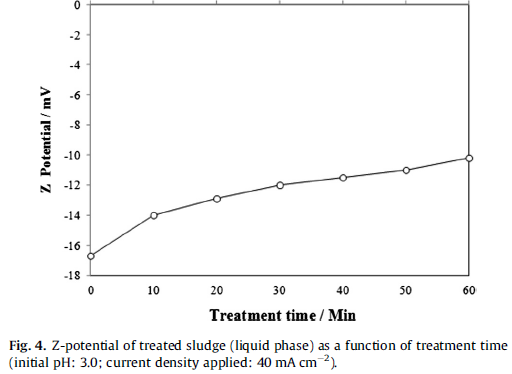 0
-2
-4
-6
-8
-10
-12
-14
-16
-18
Z Potential / mV
0 10 20 30 40 50 60
Treatment time / Min
Fig. 4. Z-potential of treated sludge (liquid phase) as a function of treatment time
(initial pH: 3.0; current density applied: 40 mA cm⁻²).